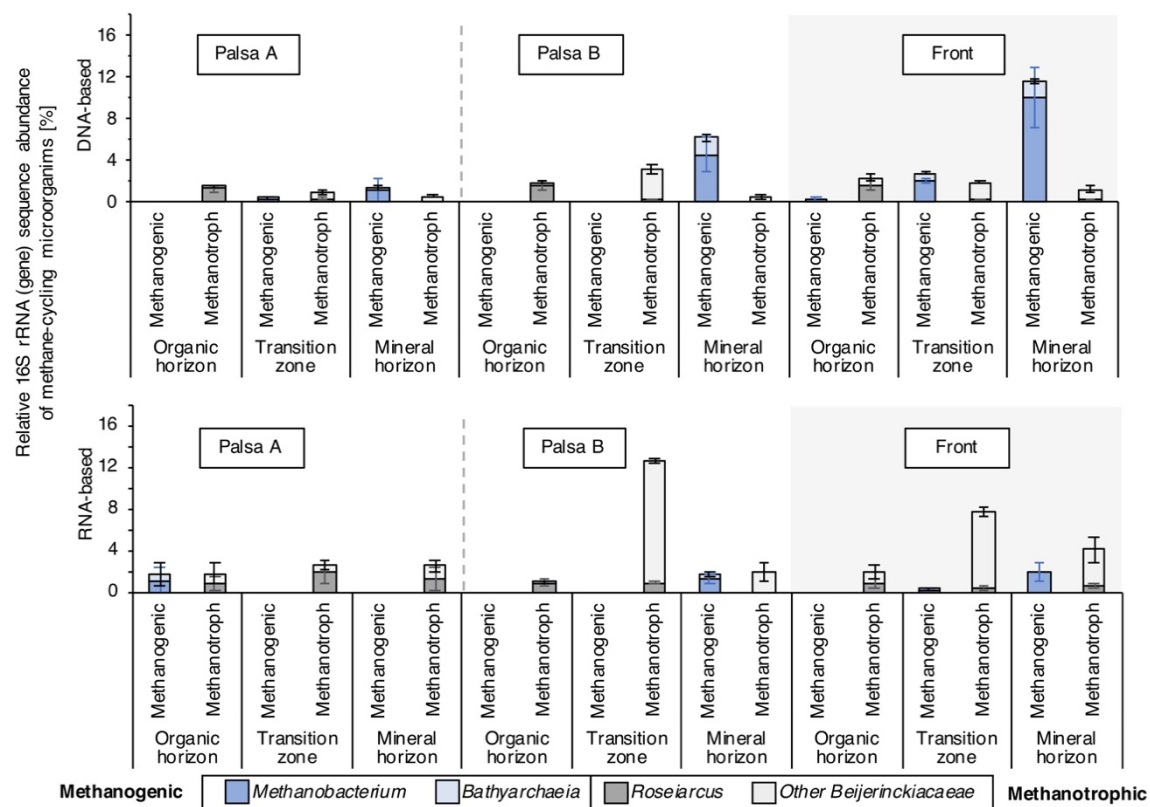 Relative 16S rRNA (gene) sequence abundance
of methane-cycling microorganims [%]
DNA-based
16
12
8
4
0
Palsa A
Palsa B
Front
Methanogenic
Methanotroph
Methanogenic
Methanotroph
Methanogenic
Methanotroph
Methanogenic
Methanotroph
Methanogenic
Methanotroph
Methanogenic
Methanotroph
Methanogenic
Methanotroph
Methanogenic
Methanotroph
Methanogenic
Methanotroph
Organic
horizon
Transition
zone
Mineral
horizon
Organic
horizon
Transition
zone
Mineral
horizon
Organic
horizon
Transition
zone
Mineral
horizon
RNA-based
16
12
8
4
0
Palsa A
Palsa B
Front
Methanogenic
Methanotroph
Methanogenic
Methanotroph
Methanogenic
Methanotroph
Methanogenic
Methanotroph
Methanogenic
Methanotroph
Methanogenic
Methanotroph
Methanogenic
Methanotroph
Methanogenic
Methanotroph
Methanogenic
Methanotroph
Organic
horizon
Transition
zone
Mineral
horizon
Organic
horizon
Transition
zone
Mineral
horizon
Organic
horizon
Transition
zone
Mineral
horizon
Methanogenic
Methanobacterium
Bathyarchaeia
Roseiarcus
Other Beijerinckiacaeae
Methanotrophic